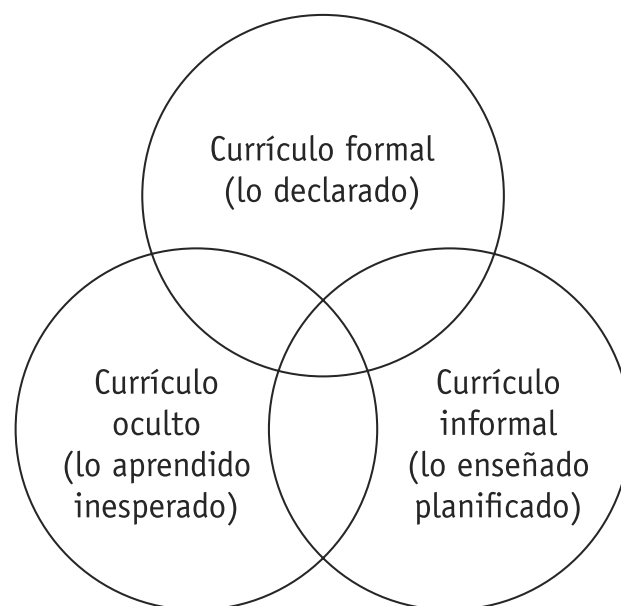 Currículo formal
(lo declarado)
Currículo
oculto
(lo aprendido
inesperado)
Currículo
informal
(lo enseñado
planificado)